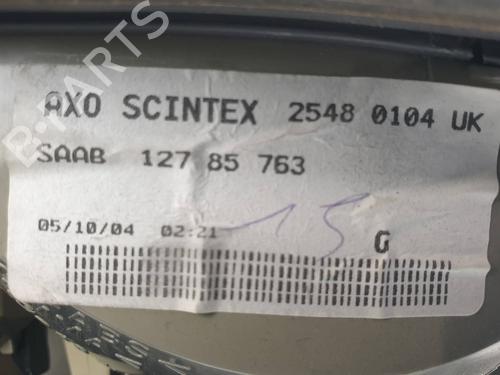 AXO SCINTEX 2548 0104 UK
SAAB 127 85 763
05/10/04 02:21
15
G
B-PARTS